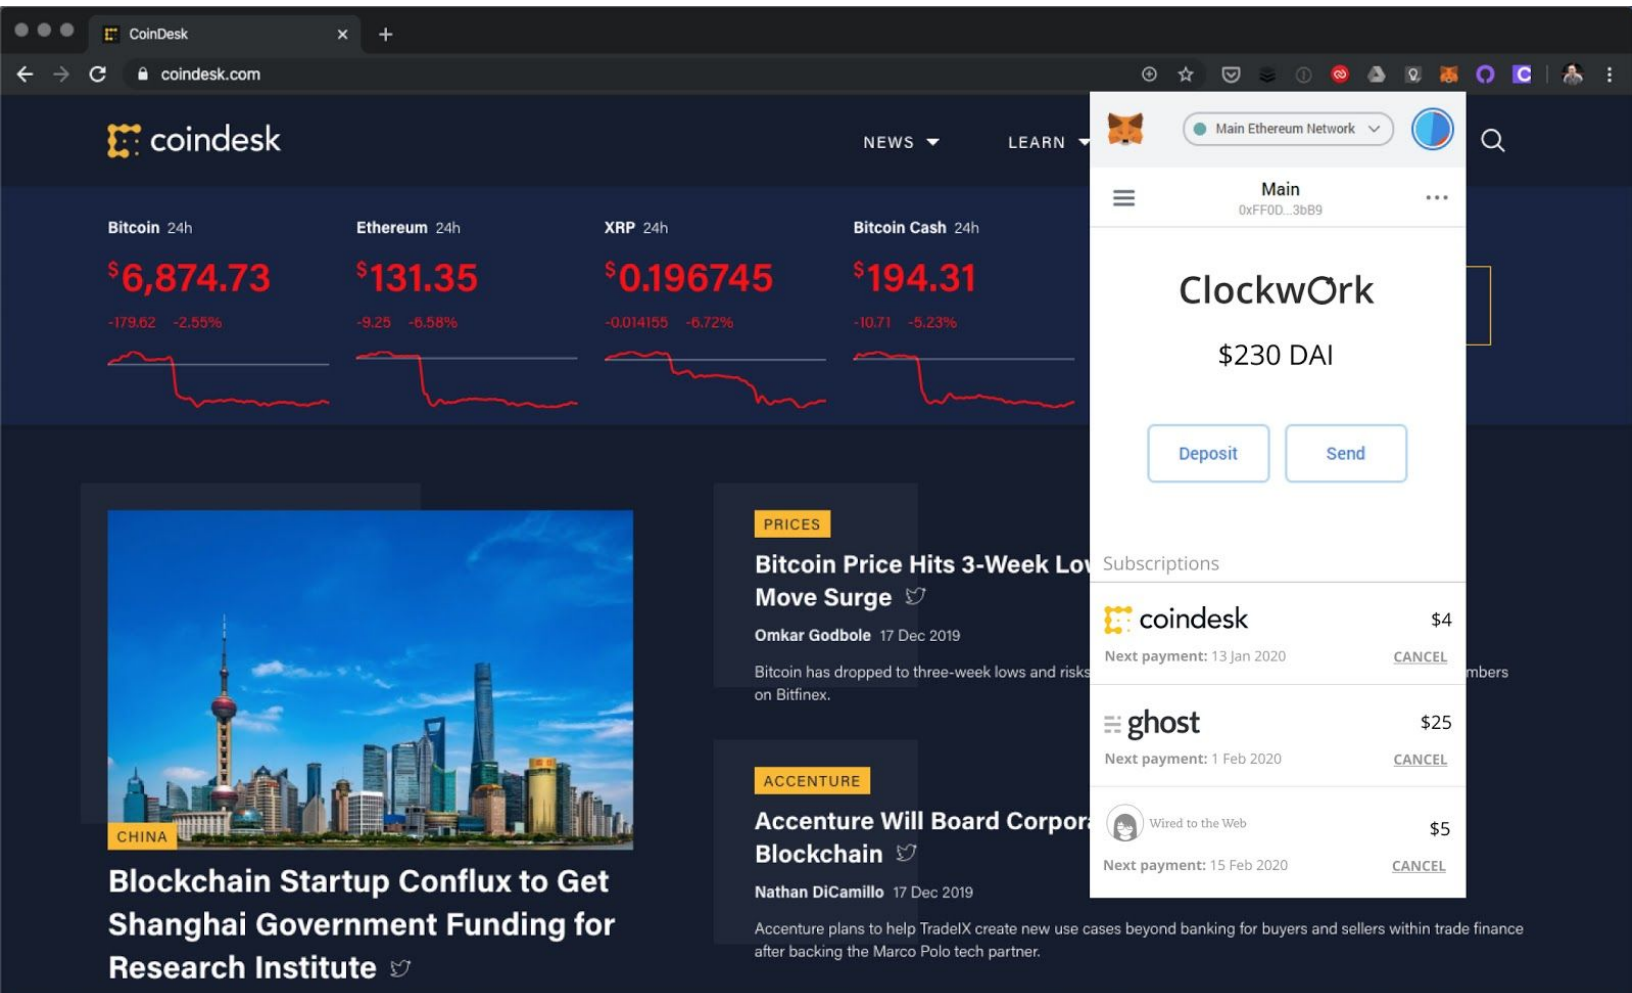 CoinDesk
coindesk.com
coindesk
NEWS
LEARN
Bitcoin 24h
$6,874.73
-179.62 -2.55%
Ethereum 24h
$131.35
-9.25 -6.58%
XRP 24h
$0.196745
-0.014155 -6.72%
Bitcoin Cash 24h
$194.31
-10.71 -5.23%
CHINA
Blockchain Startup Conflux to Get
Shanghai Government Funding for
Research Institute
PRICES
Bitcoin Price Hits 3-Week Lo
Move Surge
Omkar Godbole 17 Dec 2019
Bitcoin has dropped to three-week lows and risks
mbers
on Bitfinex.
ACCENTURE
Accenture Will Board Corpor
Blockchain
Nathan DiCamillo 17 Dec 2019
Accenture plans to help TradeIX create new use cases beyond banking for buyers and sellers within trade finance
after backing the Marco Polo tech partner.
Main Ethereum Network
Main
0xFF0D...3bB9
ClockwOrk
$230 DAI
Deposit
Send
Subscriptions
coindesk $4
Next payment: 13 Jan 2020 CANCEL
ghost $25
Next payment: 1 Feb 2020 CANCEL
Wired to the Web $5
Next payment: 15 Feb 2020 CANCEL